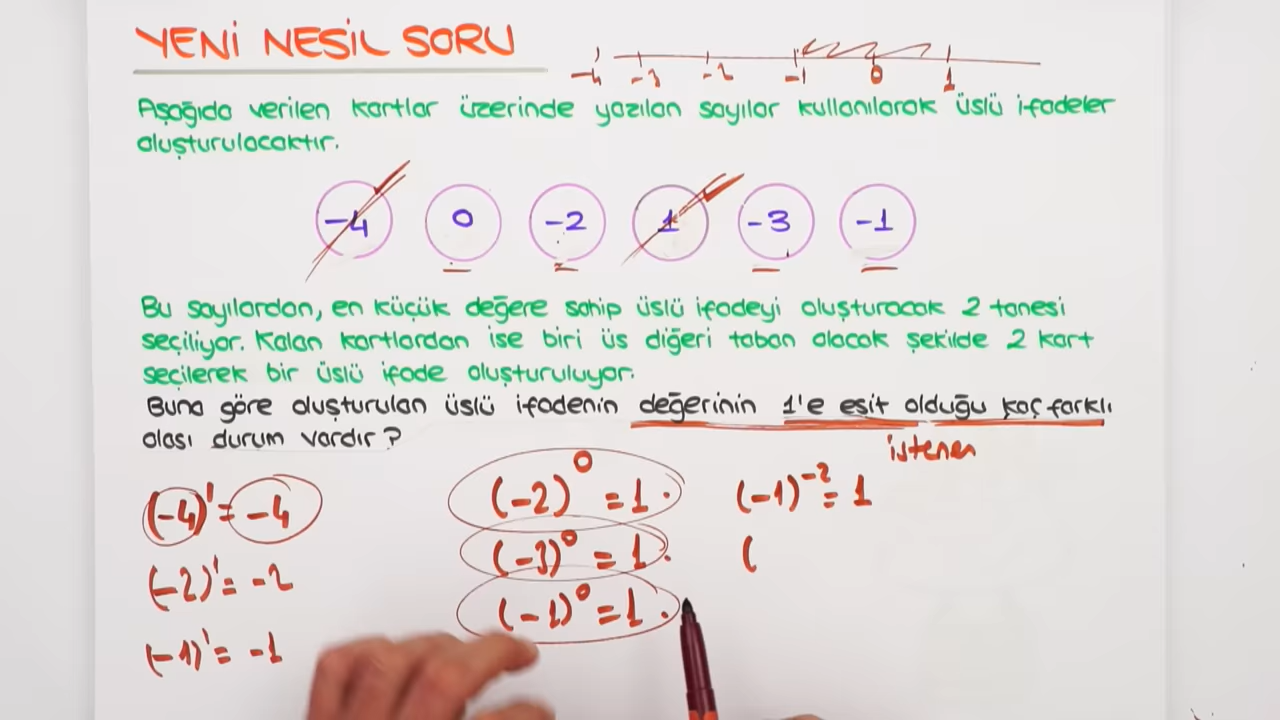 YENİ NESİL SORU
-4 -3 -2 -1 0 1
Aşağıda verilen kartlar üzerinde yazılan sayılar kullanılarak üslü ifadeler
oluşturulacaktır.
-4 0 -2 1 -3 -1
Bu sayılardan, en küçük değere sahip üslü ifadeyi oluşturacak 2 tanesi
seçiliyor. Kalan kartlardan ise biri üs diğeri taban olacak şekilde 2 kart
seçilerek bir üslü ifade oluşturuluyor.
Buna göre oluşturulan üslü ifadenin değerinin 1'e eşit olduğu kaç farklı
olası durum vardır?
istenen
(-4)¹ = -4
(-2)¹ = -2
(-1)¹ = -1
(-2)⁰ = 1.
(-3)⁰ = 1.
(-1)⁰ = 1.
(-1)⁻² = 1
(